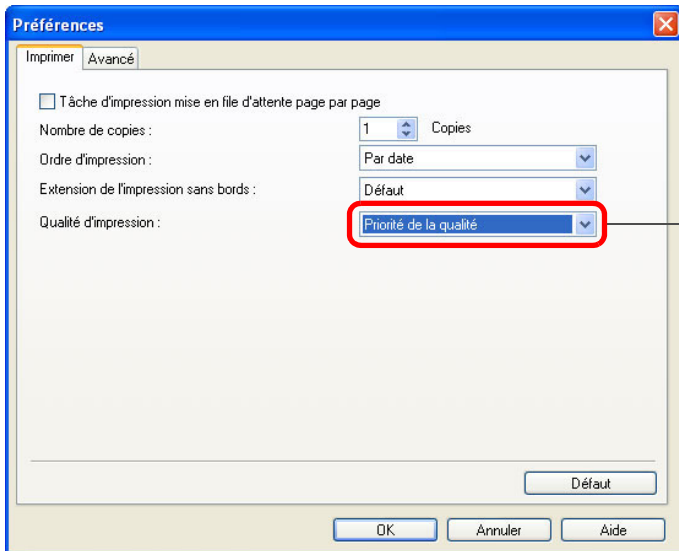 Préférences
Imprimer Avancé
Tâche d'impression mise en file d'attente page par page
Nombre de copies : 1 Copies
Ordre d'impression : Par date
Extension de l'impression sans bords : Défaut
Qualité d'impression : Priorité de la qualité
Défaut
OK Annuler Aide